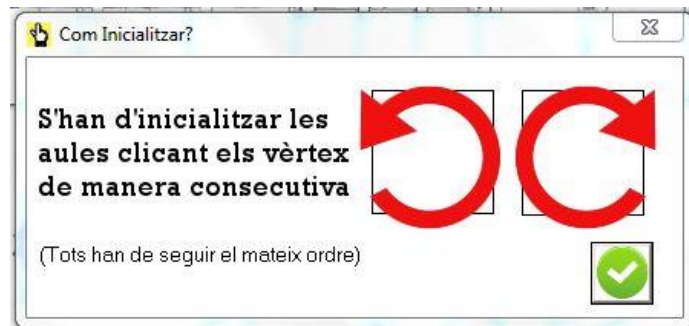 Com Inicialitzar?
S'han d'inicialitzar les
aules clicant els vèrtex
de manera consecutiva
(Tots han de seguir el mateix ordre)